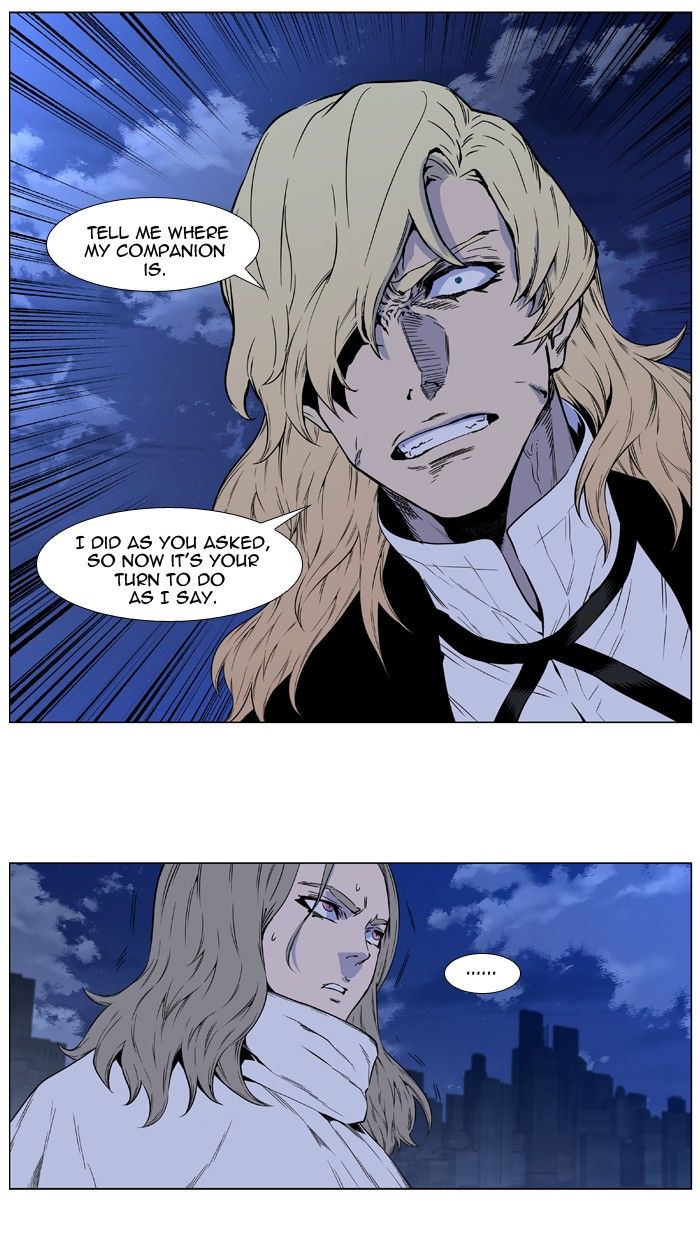 TELL ME WHERE
MY COMPANION
IS.
I DID AS YOU ASKED,
SO NOW IT'S YOUR
TURN TO DO
AS I SAY.
......